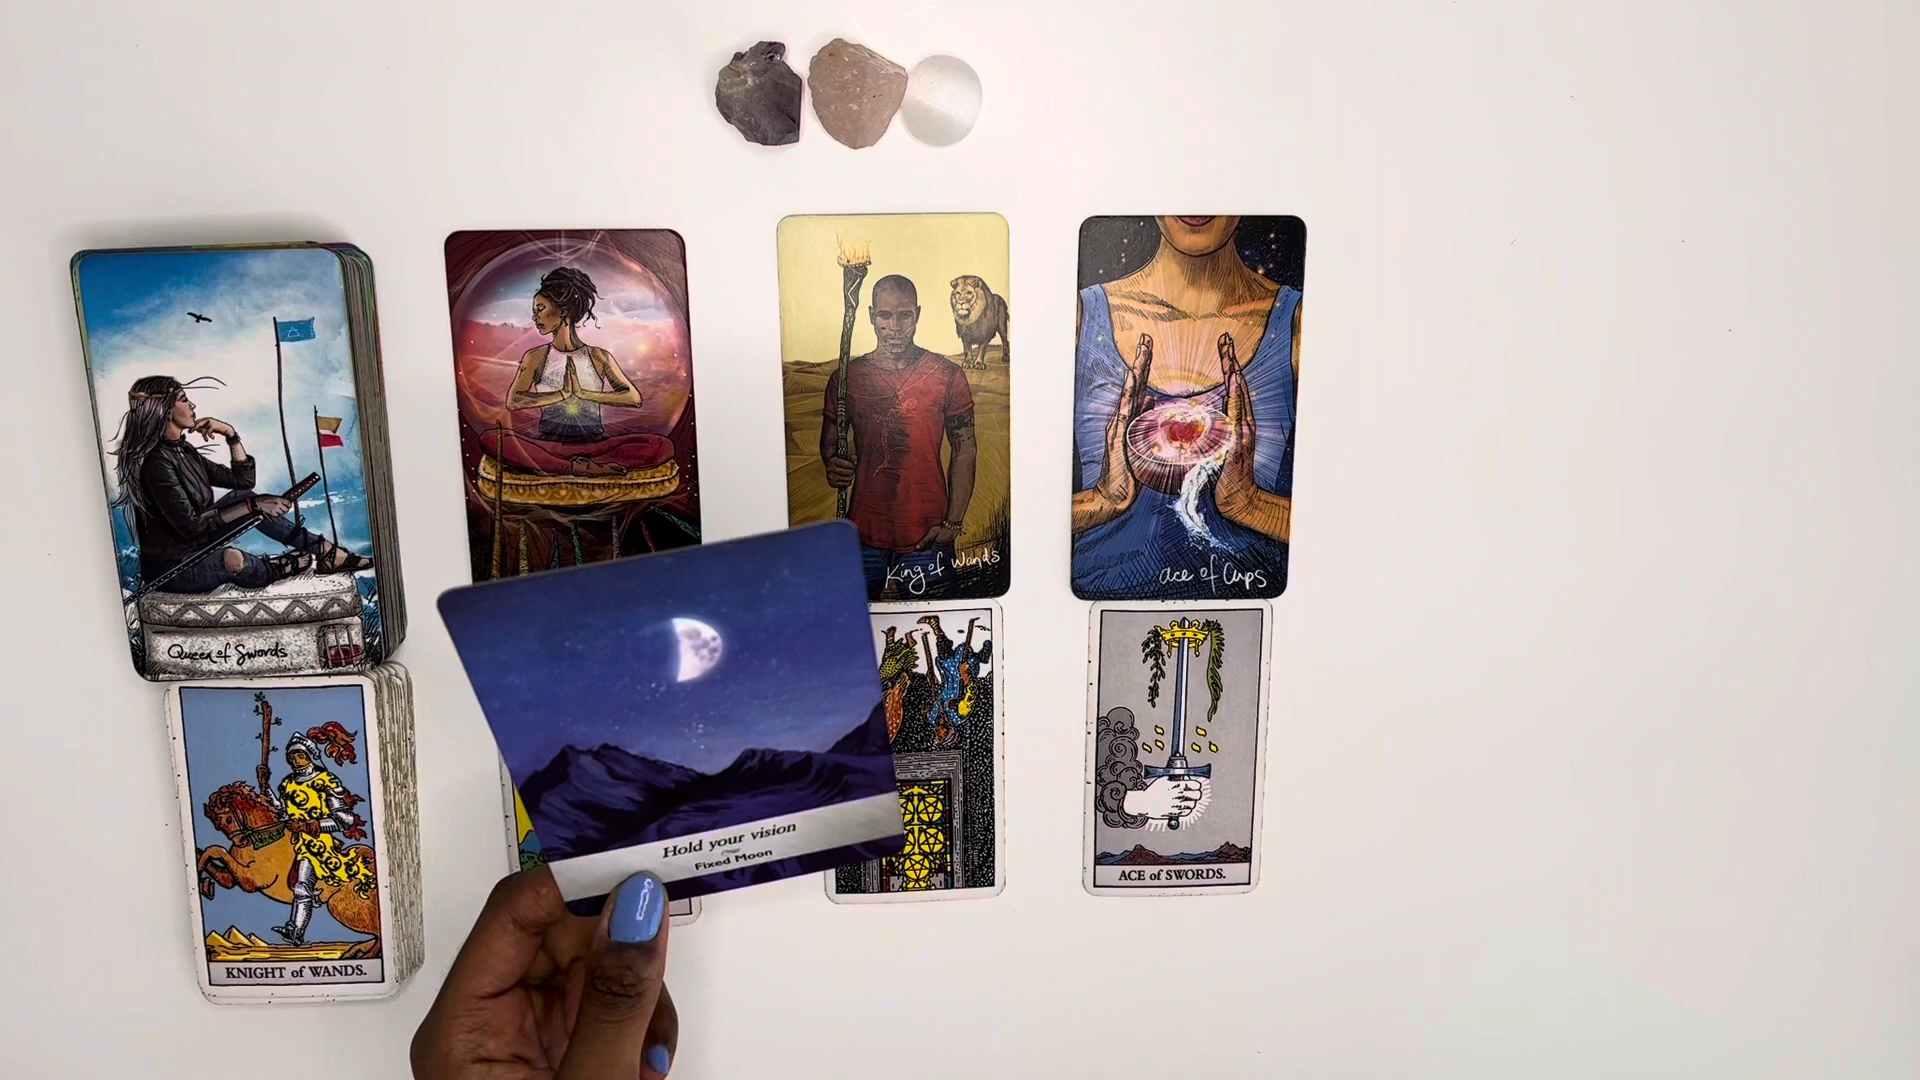 Queen of Swords
King of Wands
Ace of Cups
Hold your vision
Fixed Moon
KNIGHT of WANDS.
ACE of SWORDS.